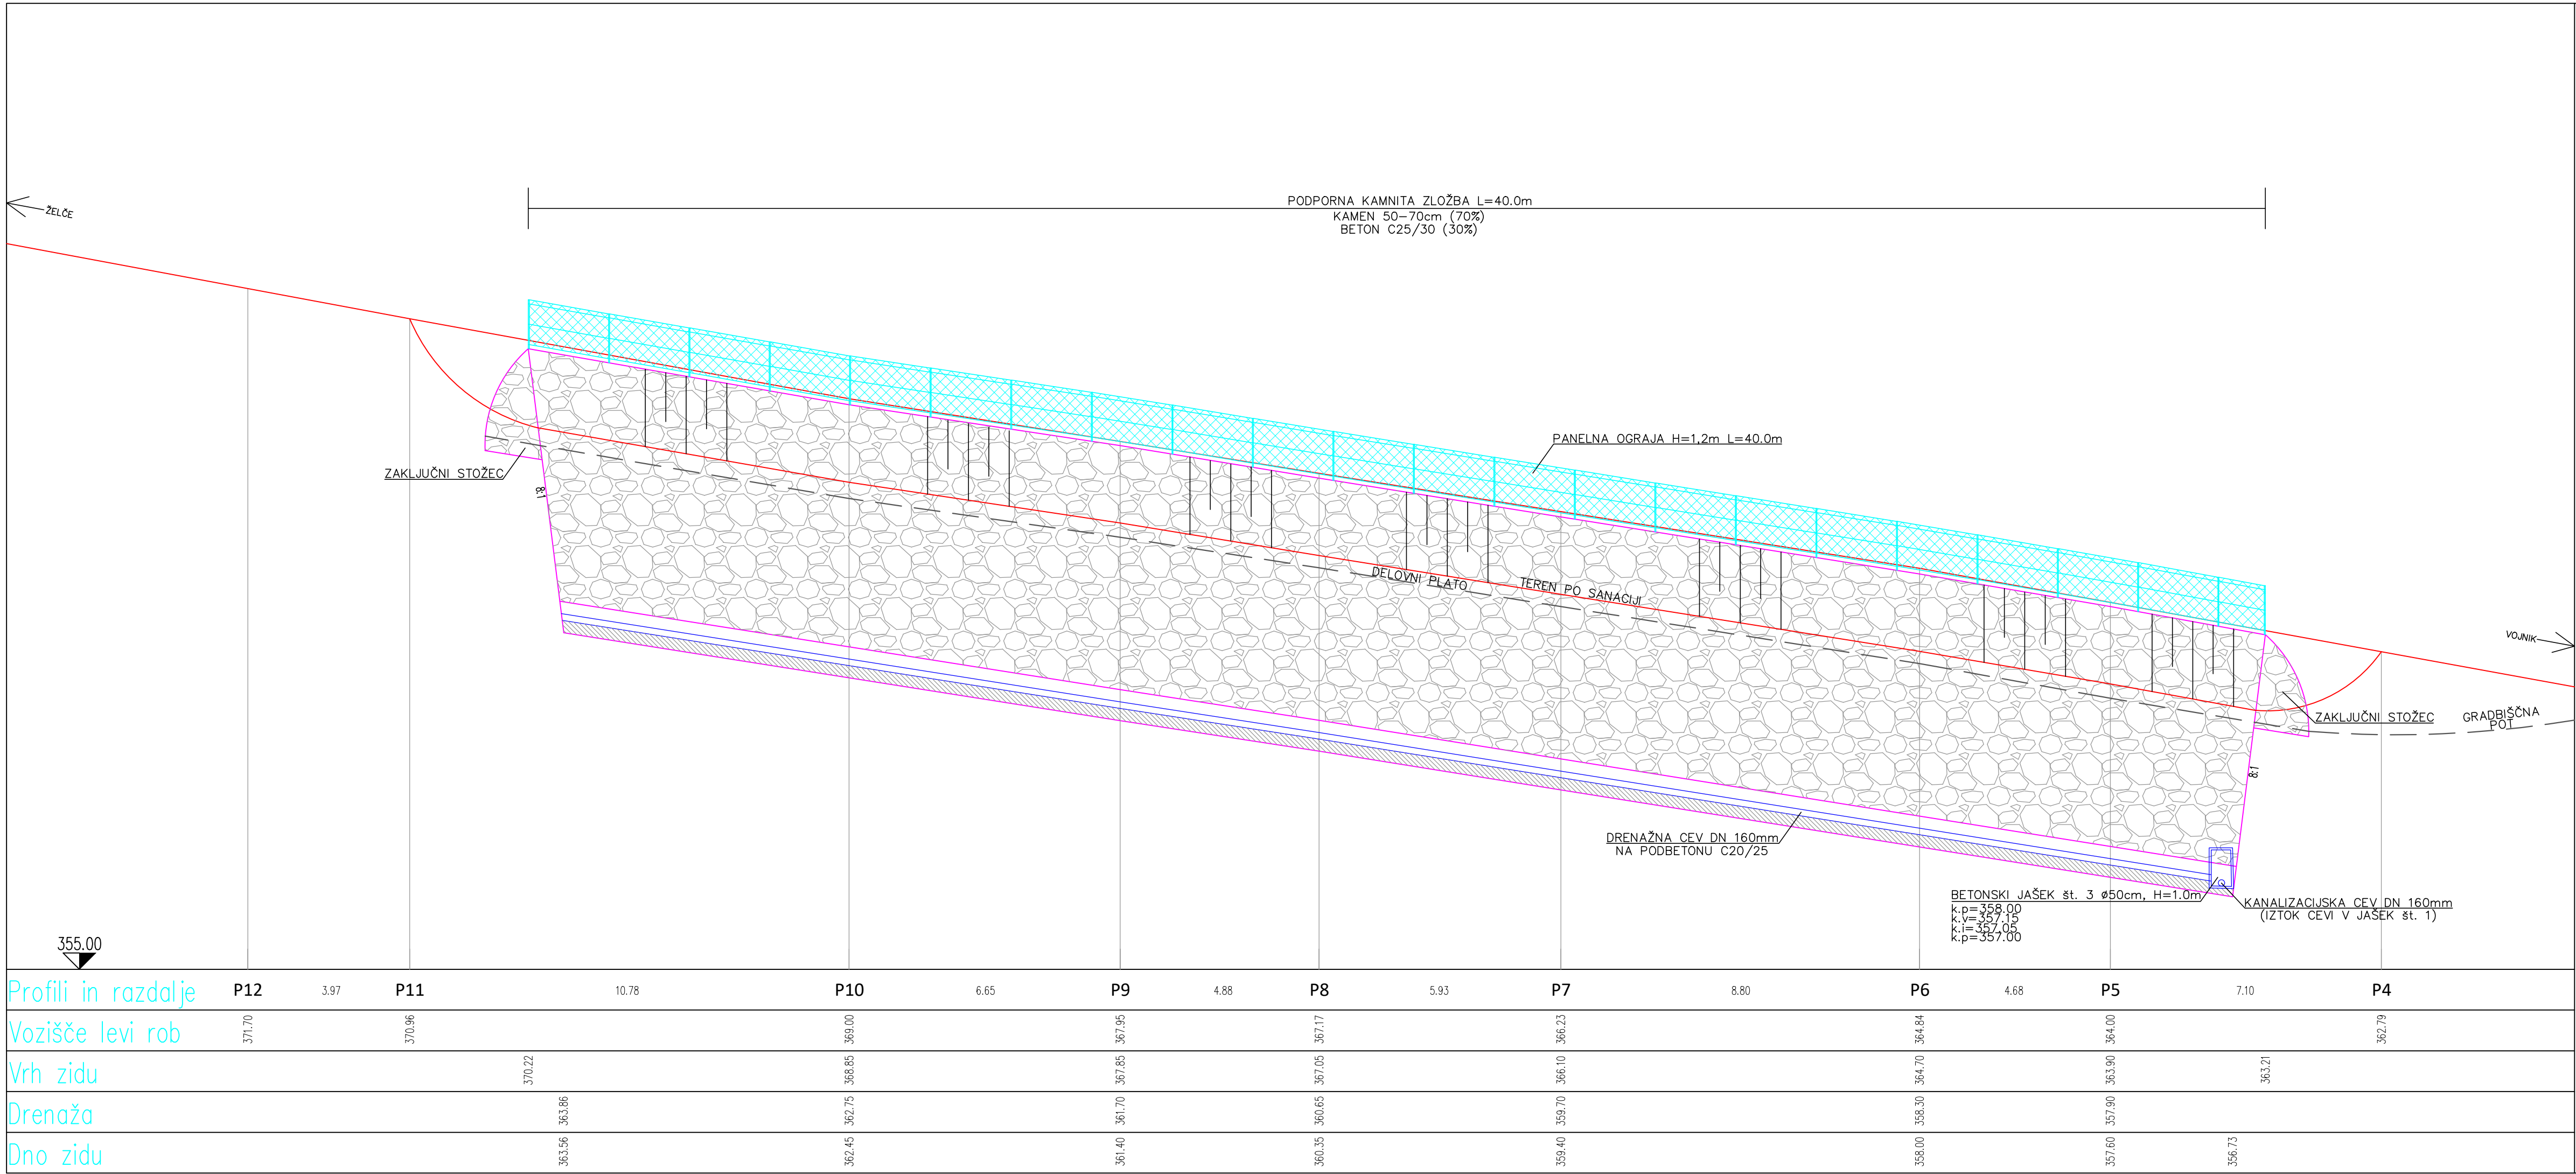 ŽELČE
PODPORNA KAMNITA ZLOŽBA L=40.0m
KAMEN 50-70cm (70%)
BETON C25/30 (30%)
PANELNA OGRAJA H=1,2m L=40.0m
ZAKLJUČNI STOŽEC
8:1
DELOVNI PLATO
TEREN PO SANACIJI
VOJNIK
ZAKLJUČNI STOŽEC
GRADBIŠČNA
POT
8:1
DRENAŽNA CEV DN 160mm
NA PODBETONU C20/25
BETONSKI JAŠEK št. 3 ø50cm, H=1.0m
k.p=358.00
k.v=357.15
k.i=357.05
k.p=357.00
KANALIZACIJSKA CEV DN 160mm
(IZTOK CEVI V JAŠEK št. 1)
355.00
Profili in razdalje P12 3.97 P11 10.78 P10 6.65 P9 4.88 P8 5.93 P7 8.80 P6 4.68 P5 7.10 P4
Vozišče levi rob 371.70 370.96 369.00 367.95 367.17 366.23 364.84 364.00 362.79
Vrh zidu 370.22 368.85 367.85 367.05 366.10 364.70 363.90 363.21
Drenaža 363.86 362.75 361.70 360.65 359.70 358.30 357.90
Dno zidu 363.56 362.45 361.40 360.35 359.40 358.00 357.60 356.73